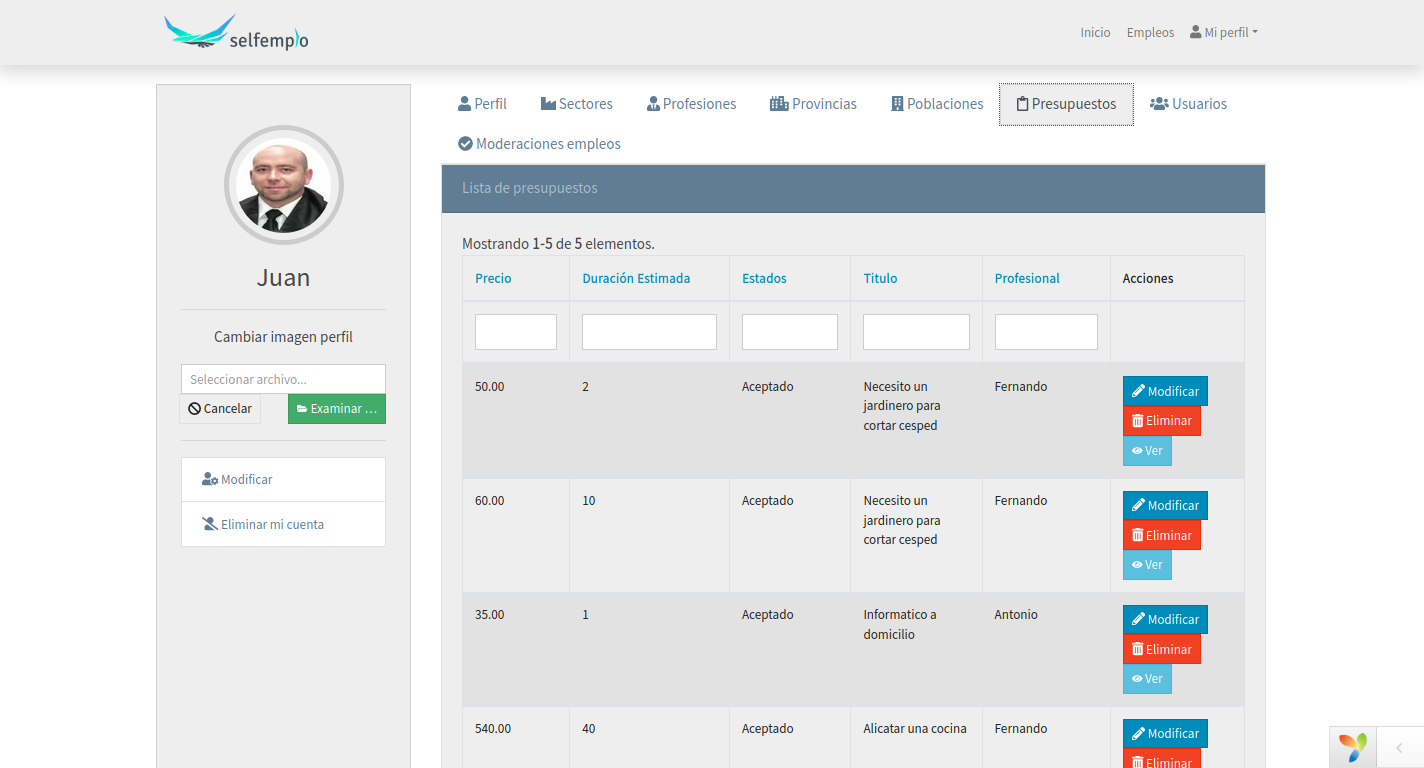 selfemplo
Inicio Empleos Mi perfil
Perfil Sectores Profesiones Provincias Poblaciones Presupuestos Usuarios
Moderaciones empleos
Juan
Cambiar imagen perfil
Seleccionar archivo...
Cancelar Examinar …
Modificar
Eliminar mi cuenta
Lista de presupuestos
Mostrando 1-5 de 5 elementos.
Precio Duración Estimada Estados Titulo Profesional Acciones
50.00 2 Aceptado Necesito un Fernando Modificar
jardinero para Eliminar
cortar cesped Ver
60.00 10 Aceptado Necesito un Fernando Modificar
jardinero para Eliminar
cortar cesped Ver
35.00 1 Aceptado Informatico a Antonio Modificar
domicilio Eliminar
Ver
540.00 40 Aceptado Alicatar una cocina Fernando Modificar
Eliminar